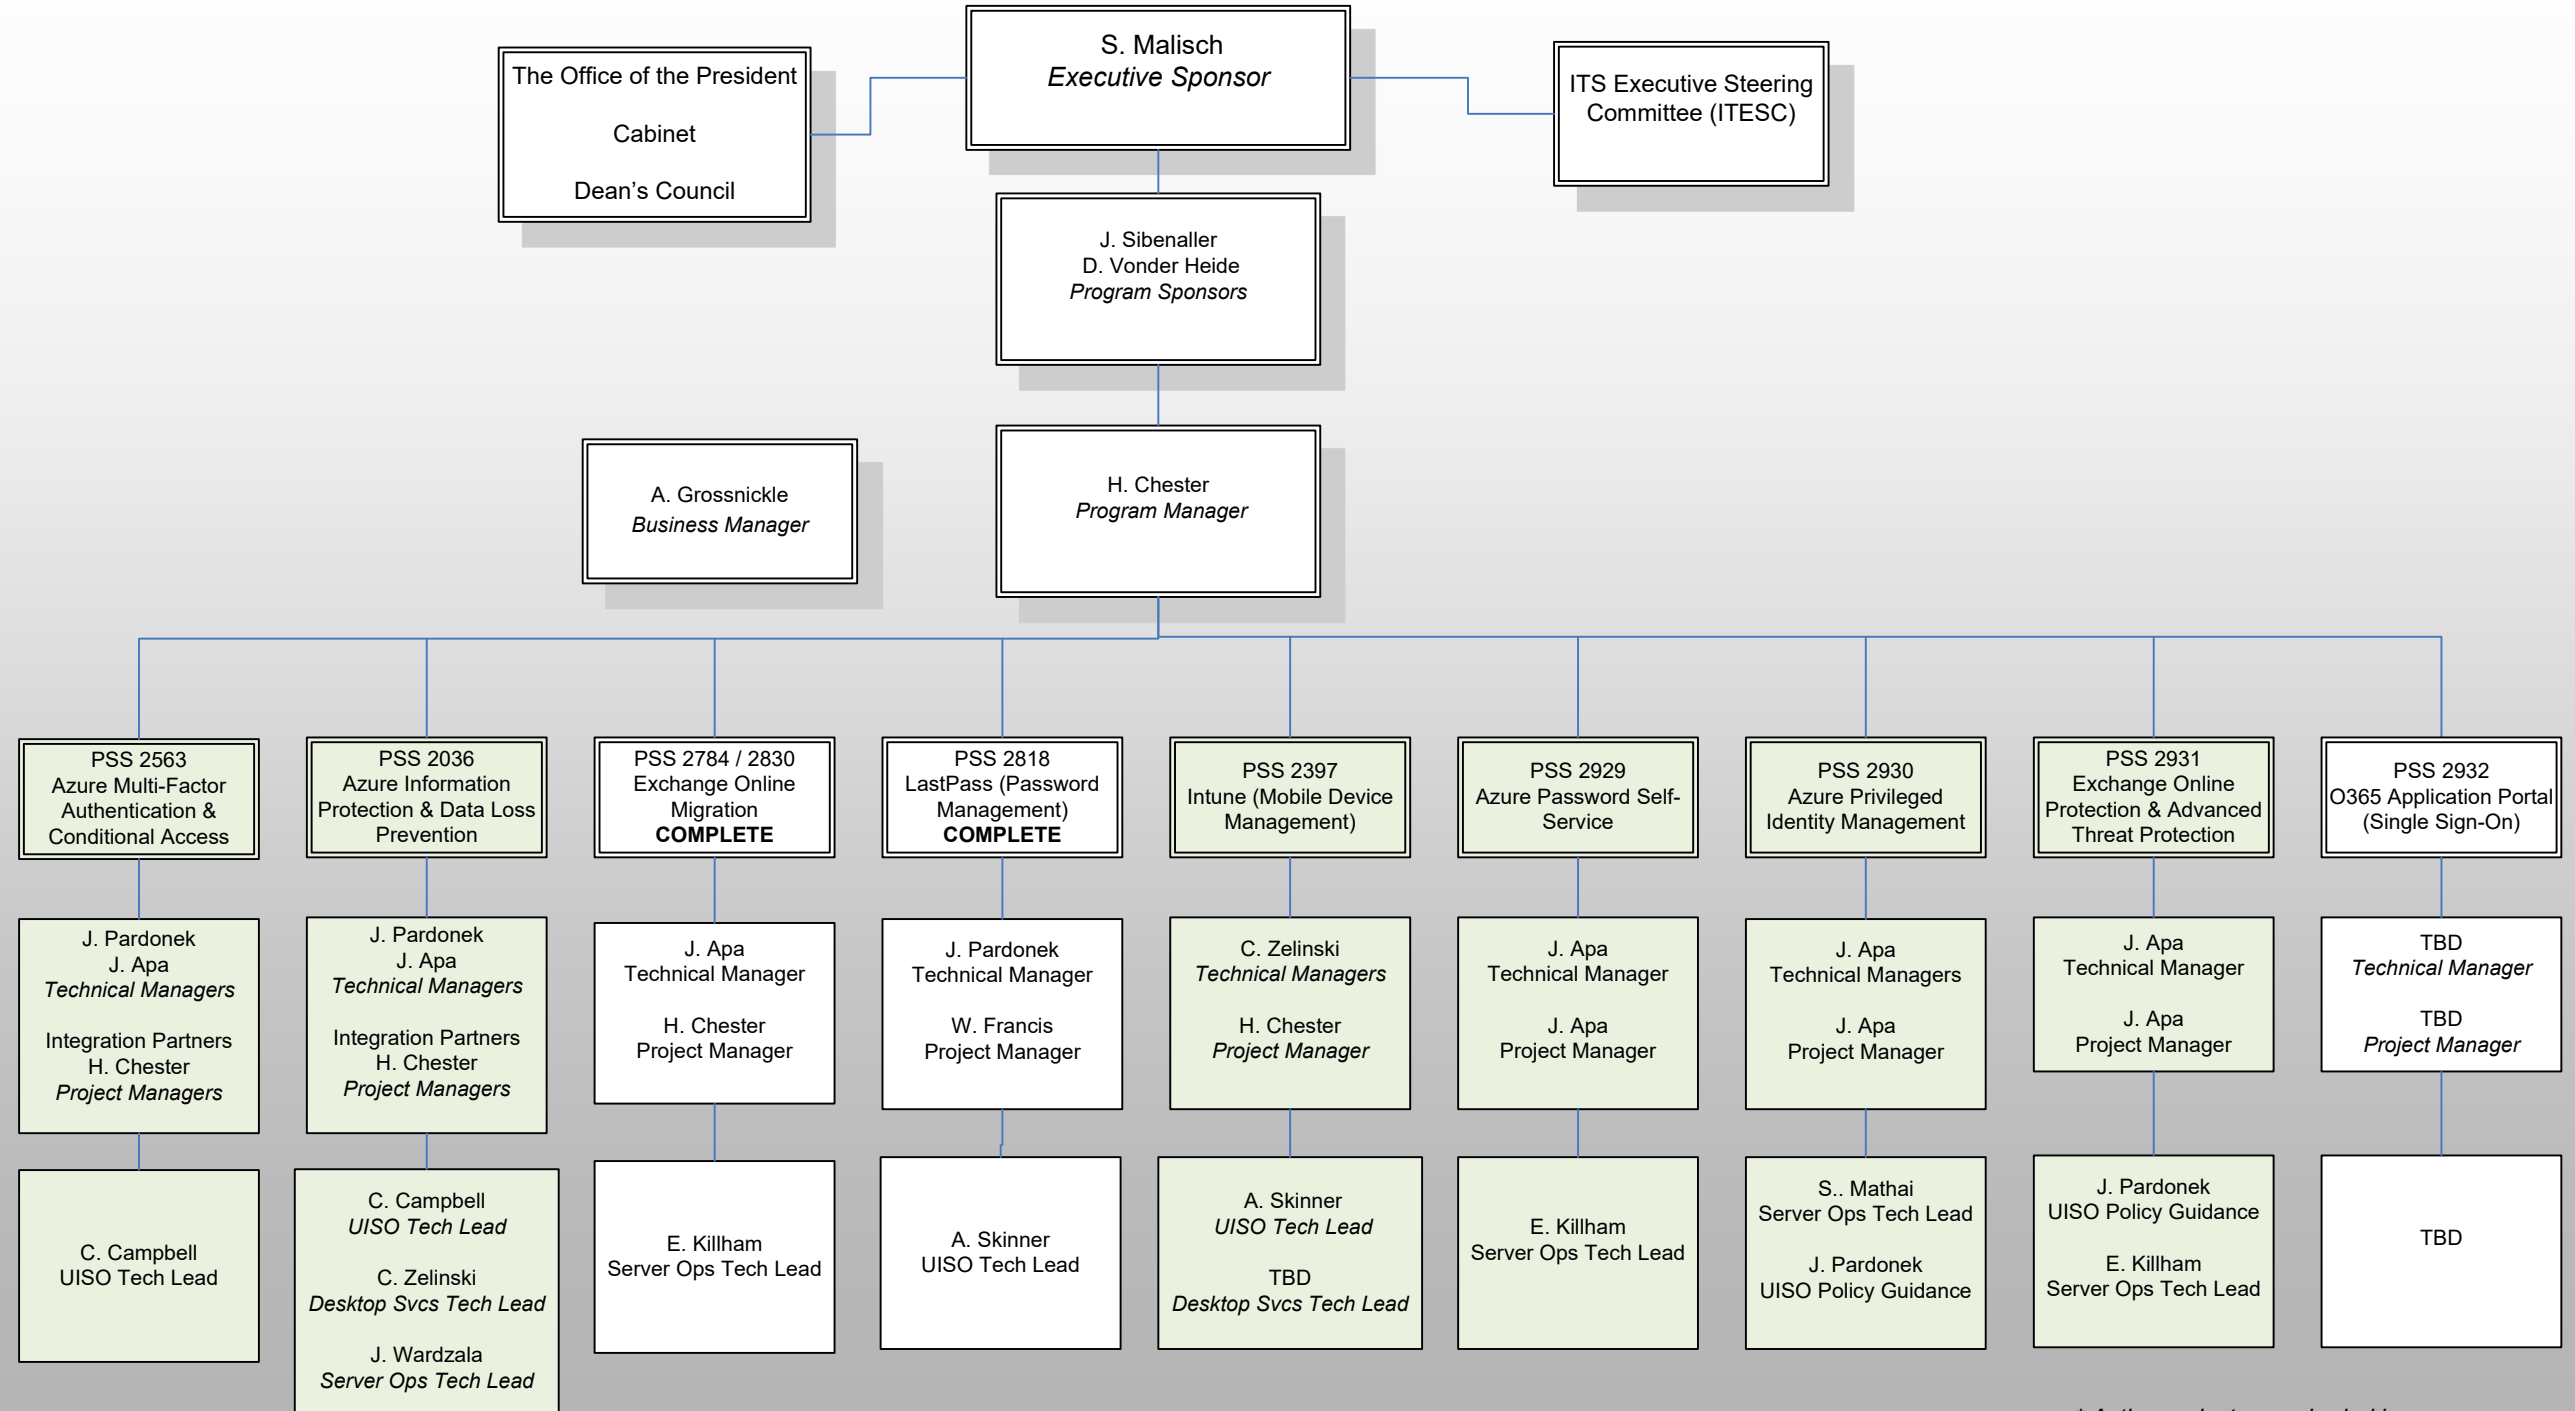 S. Malisch
Executive Sponsor
The Office of the President
Cabinet
Dean’s Council
ITS Executive Steering
Committee (ITESC)
J. Sibenaller
D. Vonder Heide
Program Sponsors
A. Grossnickle
Business Manager
H. Chester
Program Manager
PSS 2563
Azure Multi-Factor
Authentication &
Conditional Access
PSS 2036
Azure Information
Protection & Data Loss
Prevention
PSS 2784 / 2830
Exchange Online
Migration
COMPLETE
PSS 2818
LastPass (Password
Management)
COMPLETE
PSS 2397
Intune (Mobile Device
Management)
PSS 2929
Azure Password Self-
Service
PSS 2930
Azure Privileged
Identity Management
PSS 2931
Exchange Online
Protection & Advanced
Threat Protection
PSS 2932
O365 Application Portal
(Single Sign-On)
J. Pardonek
J. Apa
Technical Managers
Integration Partners
H. Chester
Project Managers
J. Pardonek
J. Apa
Technical Managers
Integration Partners
H. Chester
Project Managers
J. Apa
Technical Manager
H. Chester
Project Manager
J. Pardonek
Technical Manager
W. Francis
Project Manager
C. Zelinski
Technical Managers
H. Chester
Project Manager
J. Apa
Technical Manager
J. Apa
Project Manager
J. Apa
Technical Managers
J. Apa
Project Manager
J. Apa
Technical Manager
J. Apa
Project Manager
TBD
Technical Manager
TBD
Project Manager
C. Campbell
UISO Tech Lead
C. Campbell
UISO Tech Lead
C. Zelinski
Desktop Svcs Tech Lead
J. Wardzala
Server Ops Tech Lead
E. Killham
Server Ops Tech Lead
A. Skinner
UISO Tech Lead
A. Skinner
UISO Tech Lead
TBD
Desktop Svcs Tech Lead
E. Killham
Server Ops Tech Lead
S.. Mathai
Server Ops Tech Lead
J. Pardonek
UISO Policy Guidance
J. Pardonek
UISO Policy Guidance
E. Killham
Server Ops Tech Lead
TBD